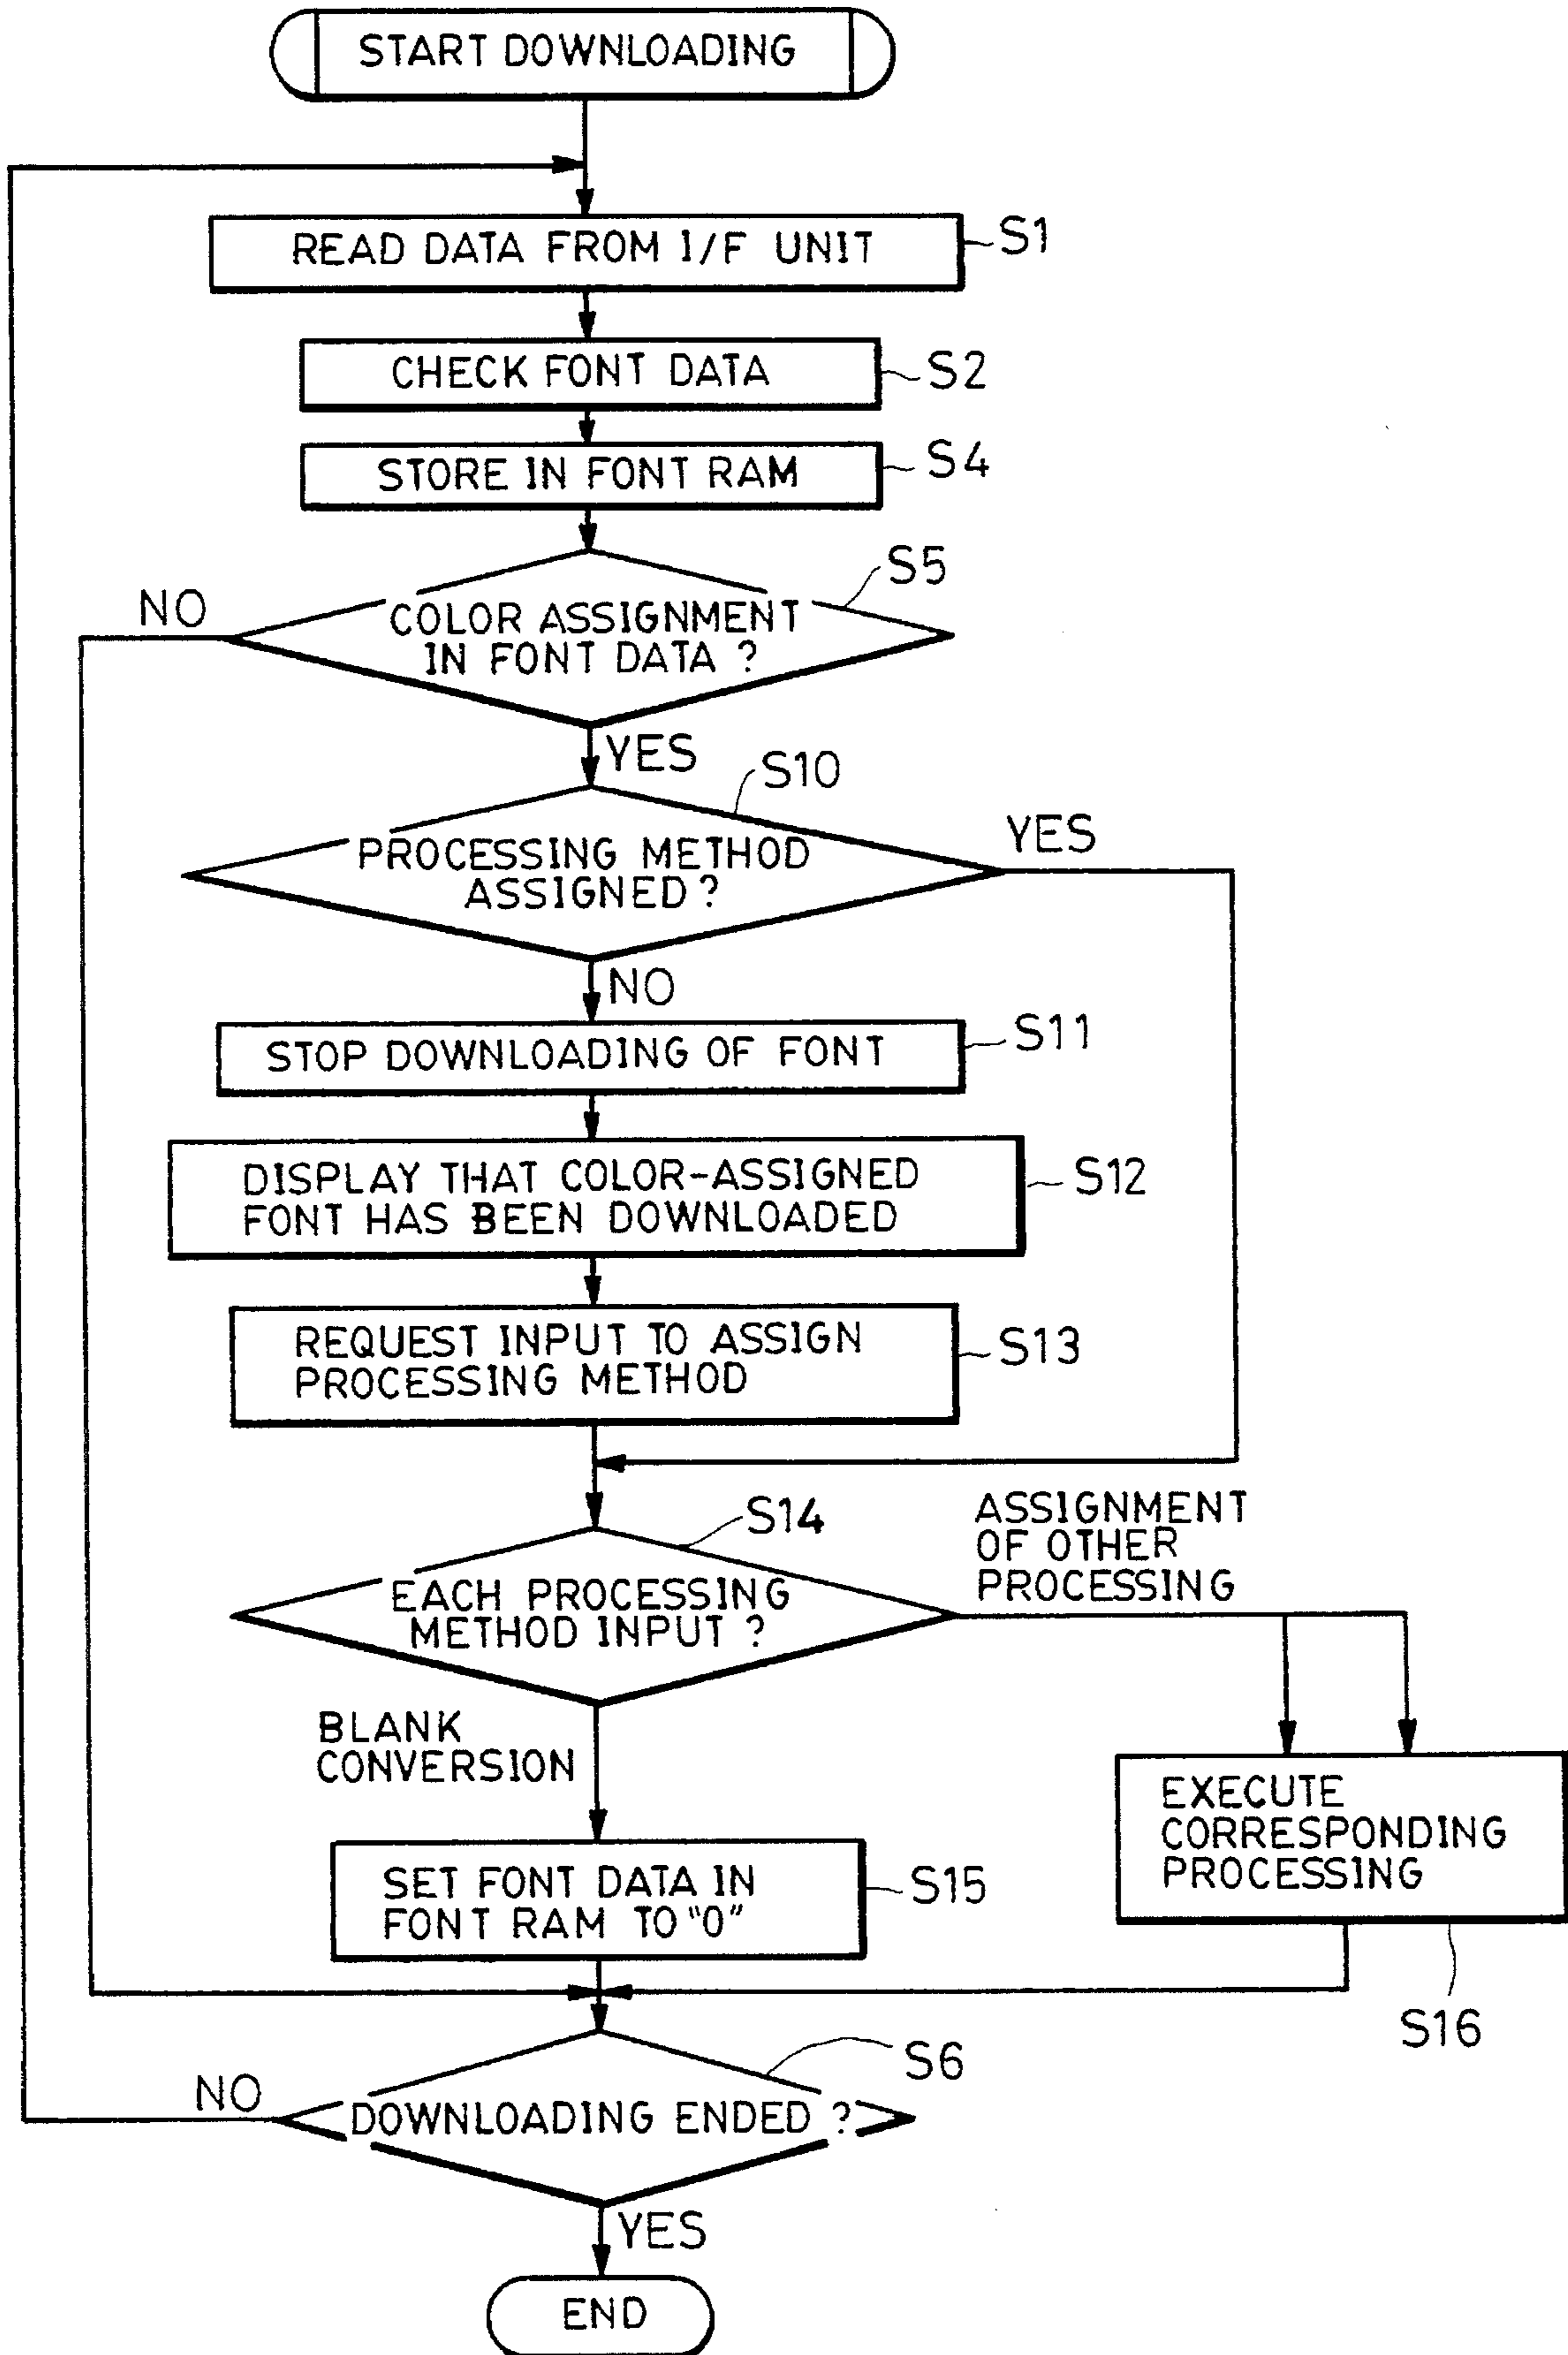 START DOWNLOADING
READ DATA FROM I/F UNIT
S1
CHECK FONT DATA
S2
STORE IN FONT RAM
S4
S5
NO
COLOR ASSIGNMENT
IN FONT DATA ?
YES
S10
YES
PROCESSING METHOD
ASSIGNED ?
NO
STOP DOWNLOADING OF FONT
S11
DISPLAY THAT COLOR-ASSIGNED
FONT HAS BEEN DOWNLOADED
S12
REQUEST INPUT TO ASSIGN
PROCESSING METHOD
S13
S14
ASSIGNMENT
OF OTHER
PROCESSING
EACH PROCESSING
METHOD INPUT ?
BLANK
CONVERSION
EXECUTE
CORRESPONDING
PROCESSING
SET FONT DATA IN
FONT RAM TO "0"
S15
S16
S6
NO
DOWNLOADING ENDED ?
YES
END